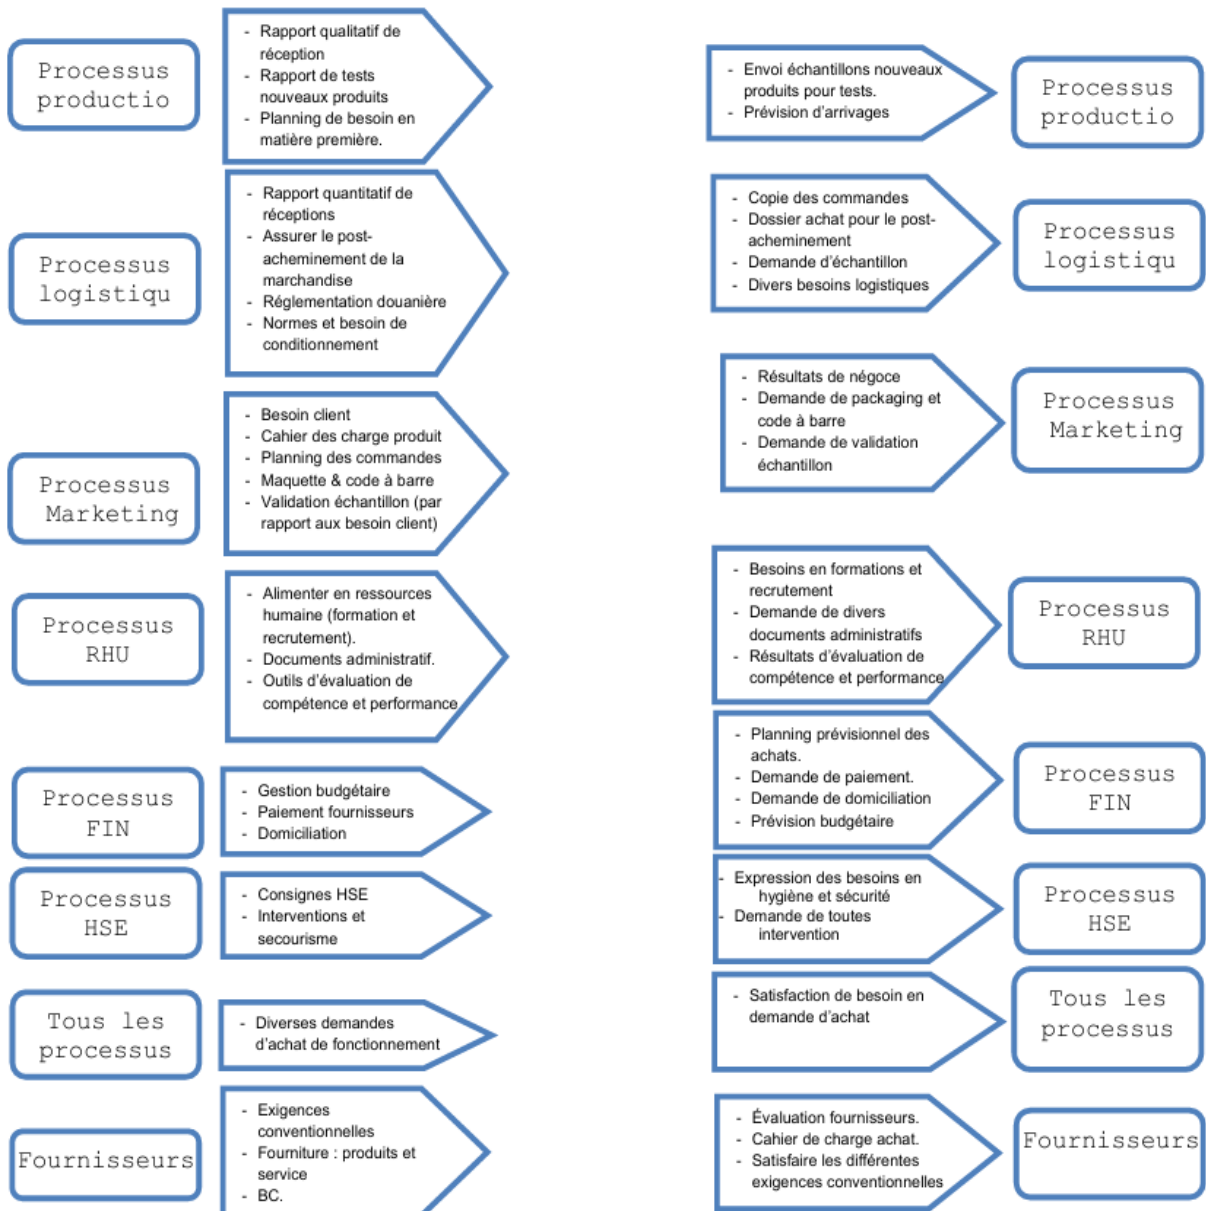 Processus
productio
- Rapport qualitatif de
réception
- Rapport de tests
nouveaux produits
- Planning de besoin en
matière première.
- Envoi échantillons nouveaux
produits pour tests.
- Prévision d'arrivages
Processus
productio
Processus
logistiqu
- Rapport quantitatif de
réceptions
- Assurer le post-
acheminement de la
marchandise
- Réglementation douanière
- Normes et besoin de
conditionnement
- Copie des commandes
- Dossier achat pour le post-
acheminement
- Demande d'échantillon
- Divers besoins logistiques
Processus
logistiqu
Processus
Marketing
- Besoin client
- Cahier des charge produit
- Planning des commandes
- Maquette & code à barre
- Validation échantillon (par
rapport aux besoin client)
- Résultats de négoce
- Demande de packaging et
code à barre
- Demande de validation
échantillon
Processus
Marketing
Processus
RHU
- Alimenter en ressources
humaine (formation et
recrutement).
- Documents administratif.
- Outils d'évaluation de
compétence et performance
- Besoins en formations et
recrutement
- Demande de divers
documents administratifs
- Résultats d'évaluation de
compétence et performance
Processus
RHU
Processus
FIN
- Gestion budgétaire
- Paiement fournisseurs
- Domiciliation
- Planning prévisionnel des
achats.
- Demande de paiement.
- Demande de domiciliation
- Prévision budgétaire
Processus
FIN
Processus
HSE
- Consignes HSE
- Interventions et
secourisme
- Expression des besoins en
hygiène et sécurité
- Demande de toutes
intervention
Processus
HSE
Tous les
processus
- Diverses demandes
d'achat de fonctionnement
- Satisfaction de besoin en
demande d'achat
Tous les
processus
Fournisseurs
- Exigences
conventionnelles
- Fourniture : produits et
service
- BC.
- Évaluation fournisseurs.
- Cahier de charge achat.
- Satisfaire les différentes
exigences conventionnelles
Fournisseurs